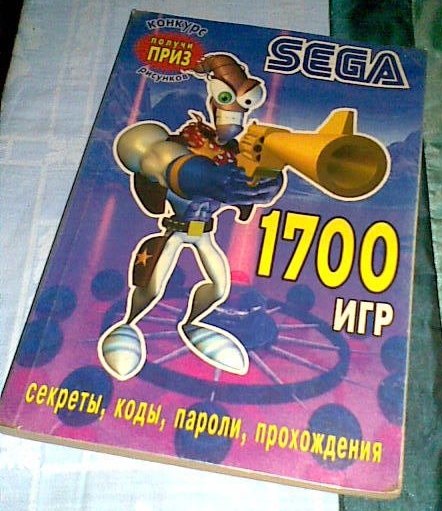 конкурс
получи
ПРИЗ
рисунков
SEGA
1700
ИГР
секреты, коды, пароли, прохождения